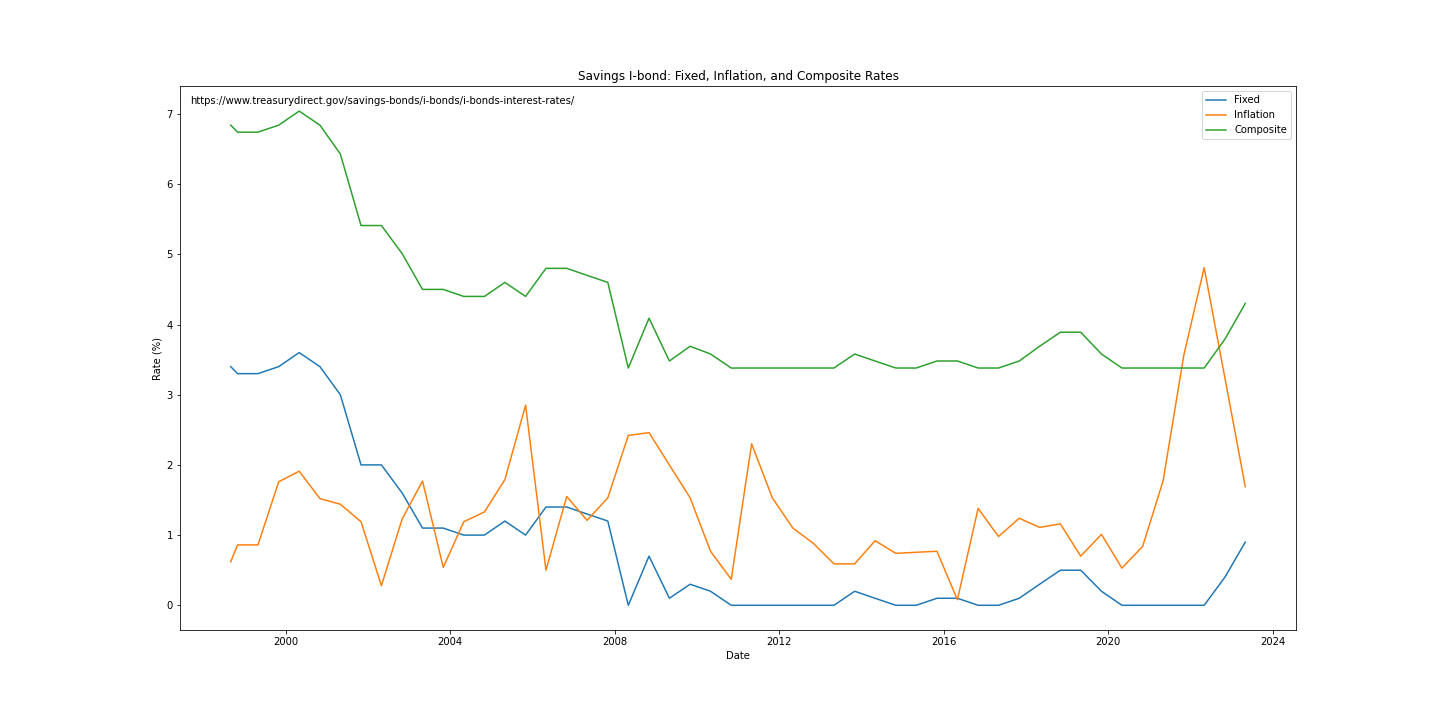 Savings I-bond: Fixed, Inflation, and Composite Rates
https://www.treasurydirect.gov/savings-bonds/i-bonds/i-bonds-interest-rates/
Fixed
Inflation
Composite
7
6
5
4
3
2
1
0
Rate (%)
2000 2004 2008 2012 2016 2020 2024
Date